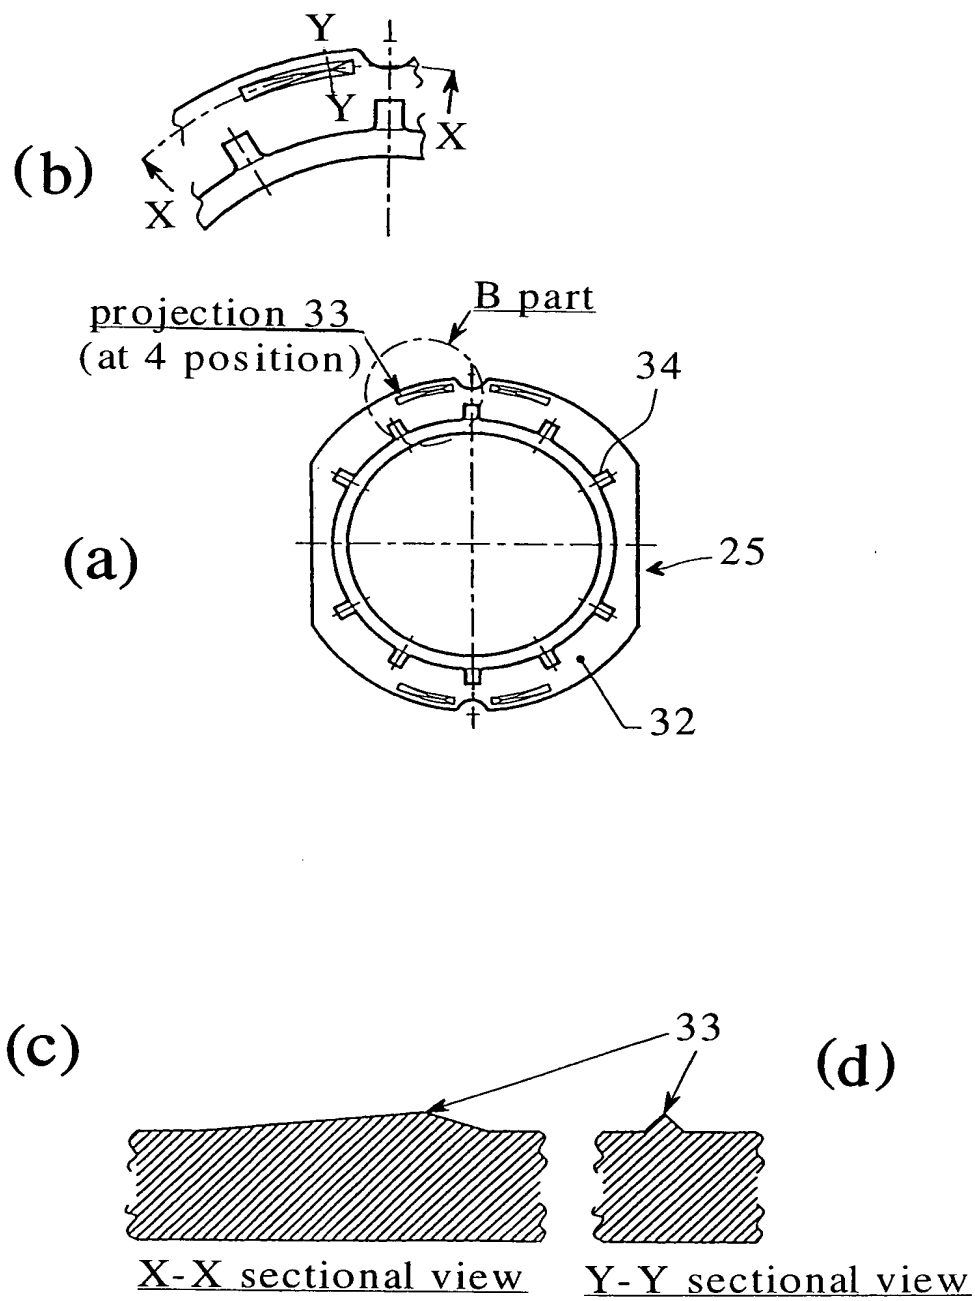 Y
Y
X
X
(b)
B part
projection 33
(at 4 position)
34
(a)
25
32
(c)
33
(d)
X-X sectional view
Y-Y sectional view